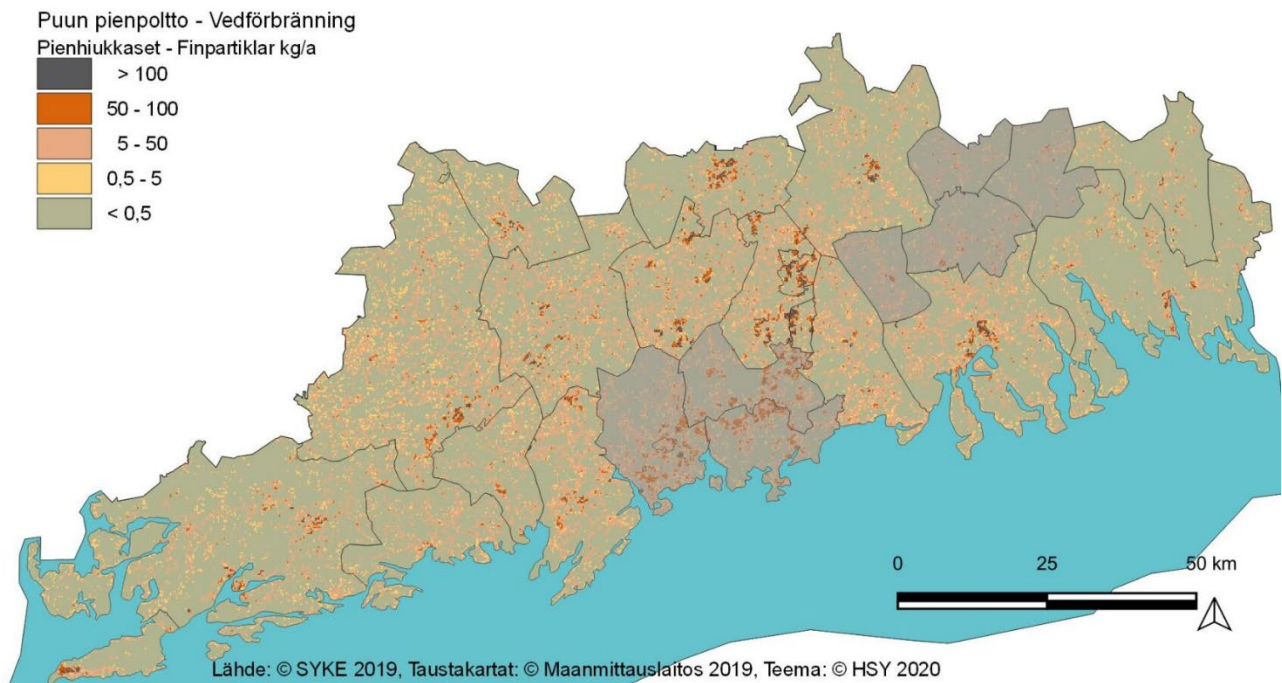 Puun pienpoltto - Vedförbränning
Pienhiukkaset - Finpartiklar kg/a
> 100
50 - 100
5 - 50
0,5 - 5
< 0,5
0 25 50 km
Lähde: © SYKE 2019, Taustakartat: © Maanmittauslaitos 2019, Teema: © HSY 2020